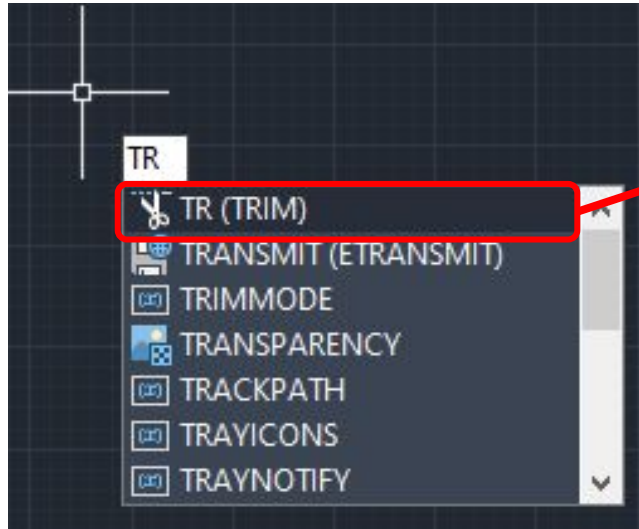 TR
TR (TRIM)
TRANSMIT (ETRANSMIT)
TRIMMODE
TRANSPARENCY
TRACKPATH
TRAYICONS
TRAYNOTIFY